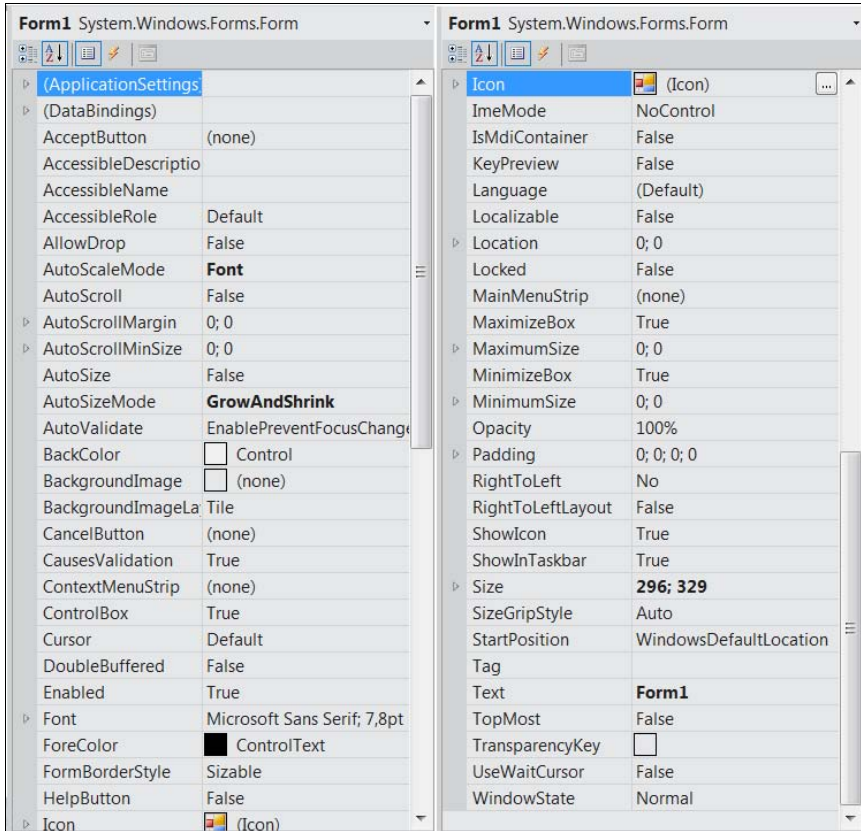 Form1 System.Windows.Forms.Form
(ApplicationSettings)
(DataBindings)
AcceptButton (none)
AccessibleDescriptio
AccessibleName
AccessibleRole Default
AllowDrop False
AutoScaleMode Font
AutoScroll False
AutoScrollMargin 0; 0
AutoScrollMinSize 0; 0
AutoSize False
AutoSizeMode GrowAndShrink
AutoValidate EnablePreventFocusChange
BackColor Control
BackgroundImage (none)
BackgroundImageLa Tile
CancelButton (none)
CausesValidation True
ContextMenuStrip (none)
ControlBox True
Cursor Default
DoubleBuffered False
Enabled True
Font Microsoft Sans Serif; 7,8pt
ForeColor ControlText
FormBorderStyle Sizable
HelpButton False
Icon (Icon)
Form1 System.Windows.Forms.Form
Icon (Icon) ...
ImeMode NoControl
IsMdiContainer False
KeyPreview False
Language (Default)
Localizable False
Location 0; 0
Locked False
MainMenuStrip (none)
MaximizeBox True
MaximumSize 0; 0
MinimizeBox True
MinimumSize 0; 0
Opacity 100%
Padding 0; 0; 0; 0
RightToLeft No
RightToLeftLayout False
ShowIcon True
ShowInTaskbar True
Size 296; 329
SizeGripStyle Auto
StartPosition WindowsDefaultLocation
Tag
Text Form1
TopMost False
TransparencyKey
UseWaitCursor False
WindowState Normal